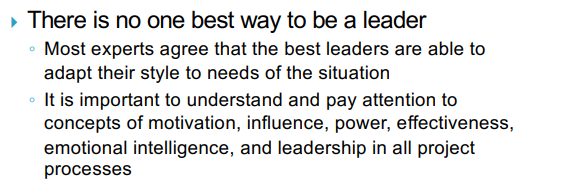 There is no one best way to be a leader
Most experts agree that the best leaders are able to
adapt their style to needs of the situation
It is important to understand and pay attention to
concepts of motivation, influence, power, effectiveness,
emotional intelligence, and leadership in all project
processes